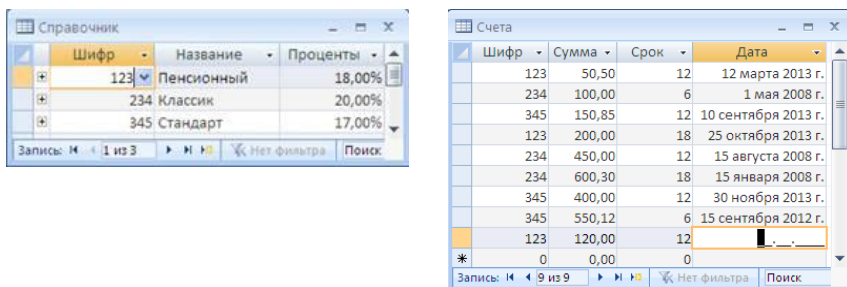 Справочник
Шифр Название Проценты
123 Пенсионный 18,00%
234 Классик 20,00%
345 Стандарт 17,00%
Запись: 1 из 3 Нет фильтра Поиск
Счета
Шифр Сумма Срок Дата
123 50,50 12 12 марта 2013 г.
234 100,00 6 1 мая 2008 г.
345 150,85 12 10 сентября 2013 г.
123 200,00 18 25 октября 2013 г.
234 450,00 12 15 августа 2008 г.
234 600,30 18 15 января 2008 г.
345 400,00 12 30 ноября 2013 г.
345 550,12 6 15 сентября 2012 г.
123 120,00 12 _._.____
* 0 0,00 0
Запись: 9 из 9 Нет фильтра Поиск